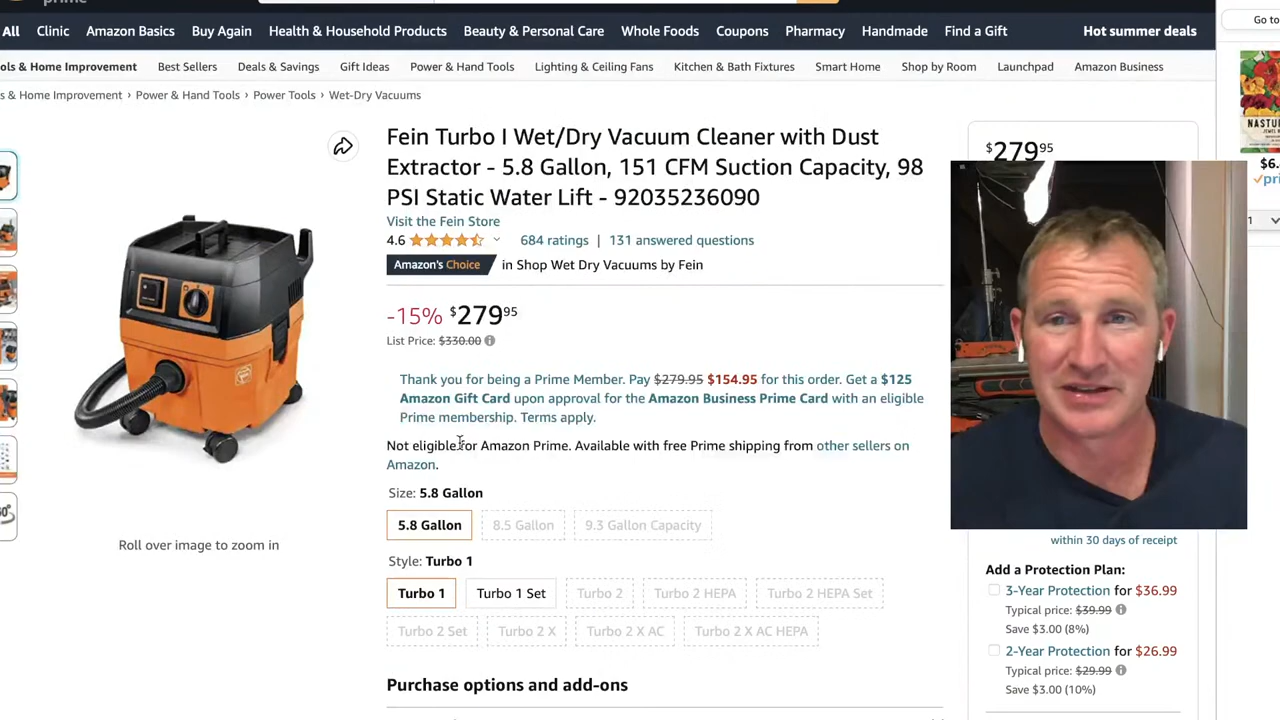 prime
All Clinic Amazon Basics Buy Again Health & Household Products Beauty & Personal Care Whole Foods Coupons Pharmacy Handmade Find a Gift Hot summer deals
Go to
ols & Home Improvement Best Sellers Deals & Savings Gift Ideas Power & Hand Tools Lighting & Ceiling Fans Kitchen & Bath Fixtures Smart Home Shop by Room Launchpad Amazon Business
s & Home Improvement › Power & Hand Tools › Power Tools › Wet-Dry Vacuums
Fein Turbo I Wet/Dry Vacuum Cleaner with Dust
Extractor - 5.8 Gallon, 151 CFM Suction Capacity, 98
PSI Static Water Lift - 92035236090
Visit the Fein Store
4.6 684 ratings | 131 answered questions
Amazon's Choice in Shop Wet Dry Vacuums by Fein
-15% $279.95
List Price: $330.00
Thank you for being a Prime Member. Pay $279.95 $154.95 for this order. Get a $125
Amazon Gift Card upon approval for the Amazon Business Prime Card with an eligible
Prime membership. Terms apply.
Not eligible for Amazon Prime. Available with free Prime shipping from other sellers on
Amazon.
Size: 5.8 Gallon
5.8 Gallon 8.5 Gallon 9.3 Gallon Capacity
Style: Turbo 1
Turbo 1 Turbo 1 Set Turbo 2 Turbo 2 HEPA Turbo 2 HEPA Set
Turbo 2 Set Turbo 2 X Turbo 2 X AC Turbo 2 X AC HEPA
Purchase options and add-ons
Roll over image to zoom in
$279.95
within 30 days of receipt
Add a Protection Plan:
3-Year Protection for $36.99
Typical price: $39.99
Save $3.00 (8%)
2-Year Protection for $26.99
Typical price: $29.99
Save $3.00 (10%)
NASTUR
$6.
pri
1